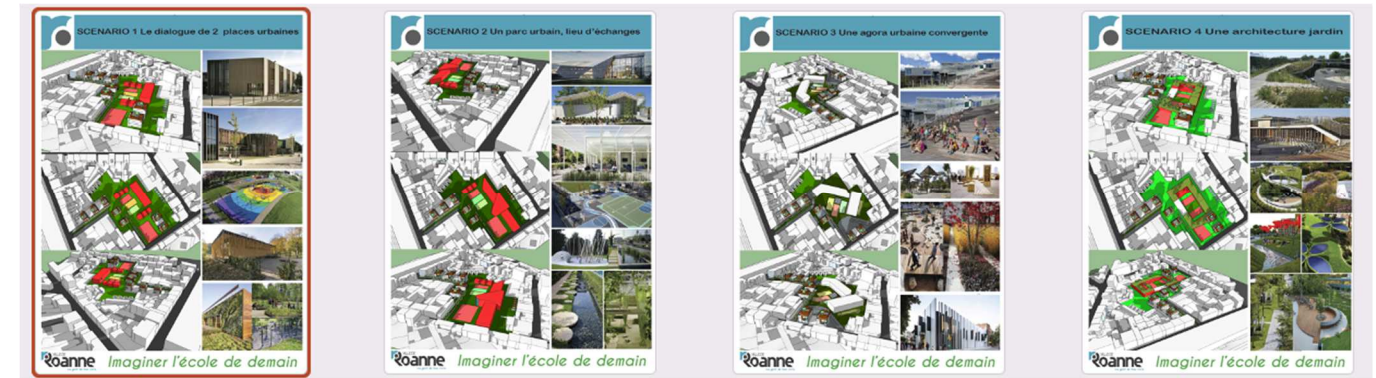 SCENARIO 1 Le dialogue de 2 places urbaines
Roanne
Imaginer l'école de demain
SCENARIO 2 Un parc urbain, lieu d'échanges
Roanne
Imaginer l'école de demain
SCENARIO 3 Une agora urbaine convergente
Roanne
Imaginer l'école de demain
SCENARIO 4 Une architecture jardin
Roanne
Imaginer l'école de demain